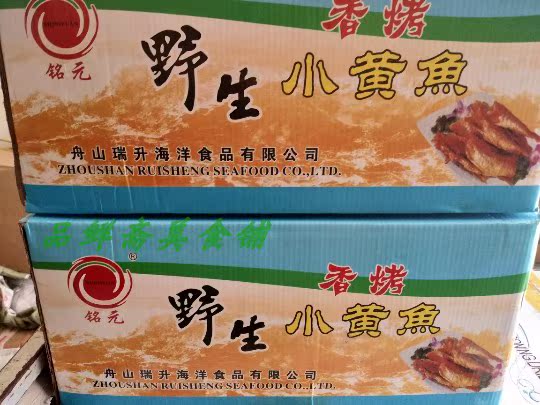 香烤
野生
小黄魚
铭元
舟山瑞升海洋食品有限公司
ZHOUSHAN RUISHENG SEAFOOD CO.,LTD.
品鲜斋美食铺
®
香烤
野生
小黄魚
铭元
舟山瑞升海洋食品有限公司
ZHOUSHAN RUISHENG SEAFOOD CO.,LTD.